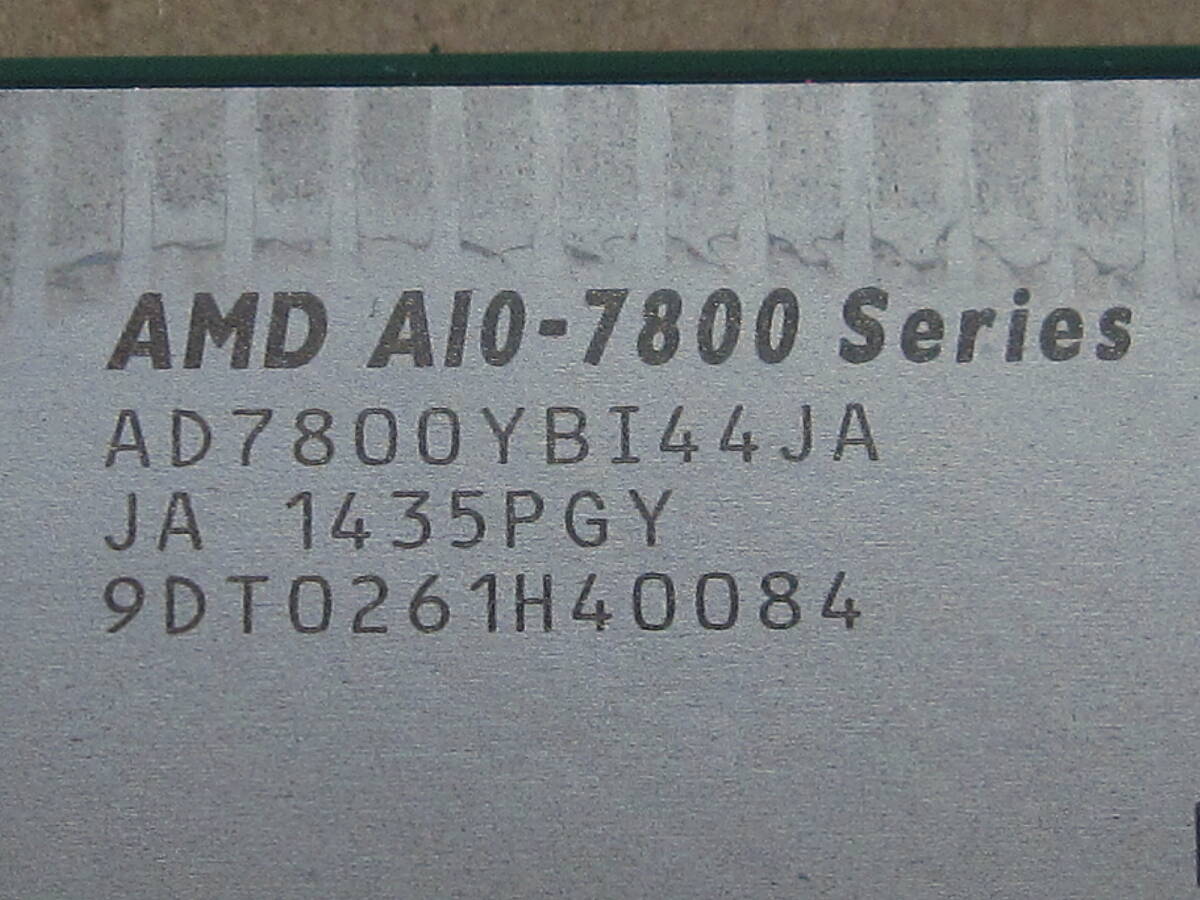 AMD A10-7800 Series
AD7800YBI44JA
JA 1435PGY
9DT0261H40084